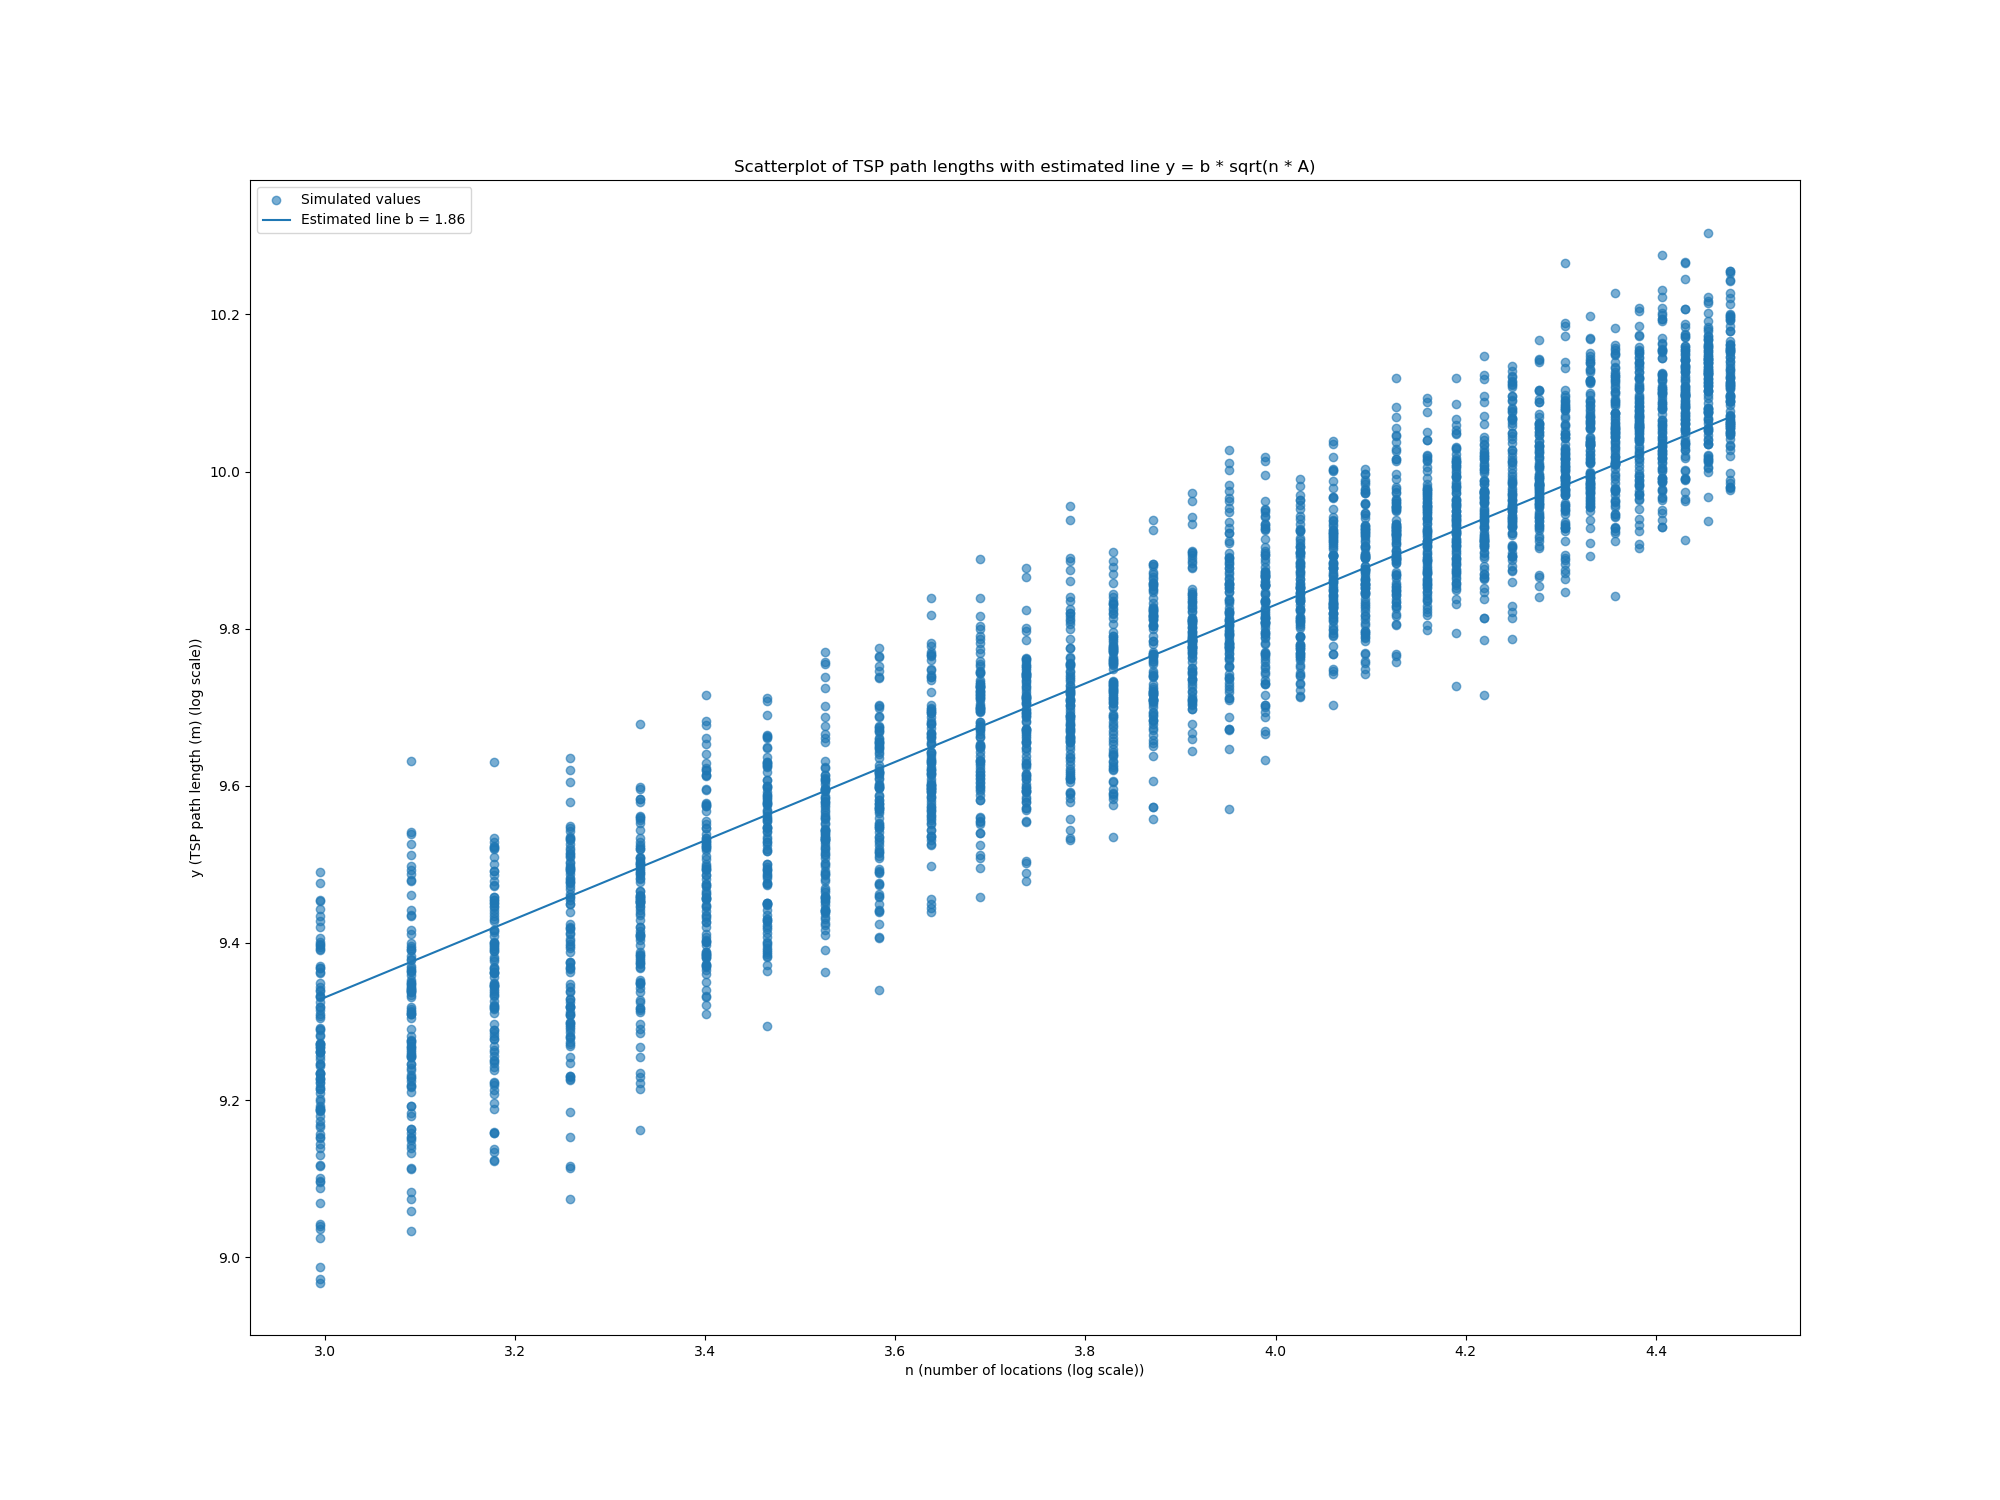 Scatterplot of TSP path lengths with estimated line y = b * sqrt(n * A)
Simulated values
Estimated line b = 1.86
10.2
10.0
9.8
9.6
9.4
9.2
9.0
y (TSP path length (m) (log scale))
3.0 3.2 3.4 3.6 3.8 4.0 4.2 4.4
n (number of locations (log scale))